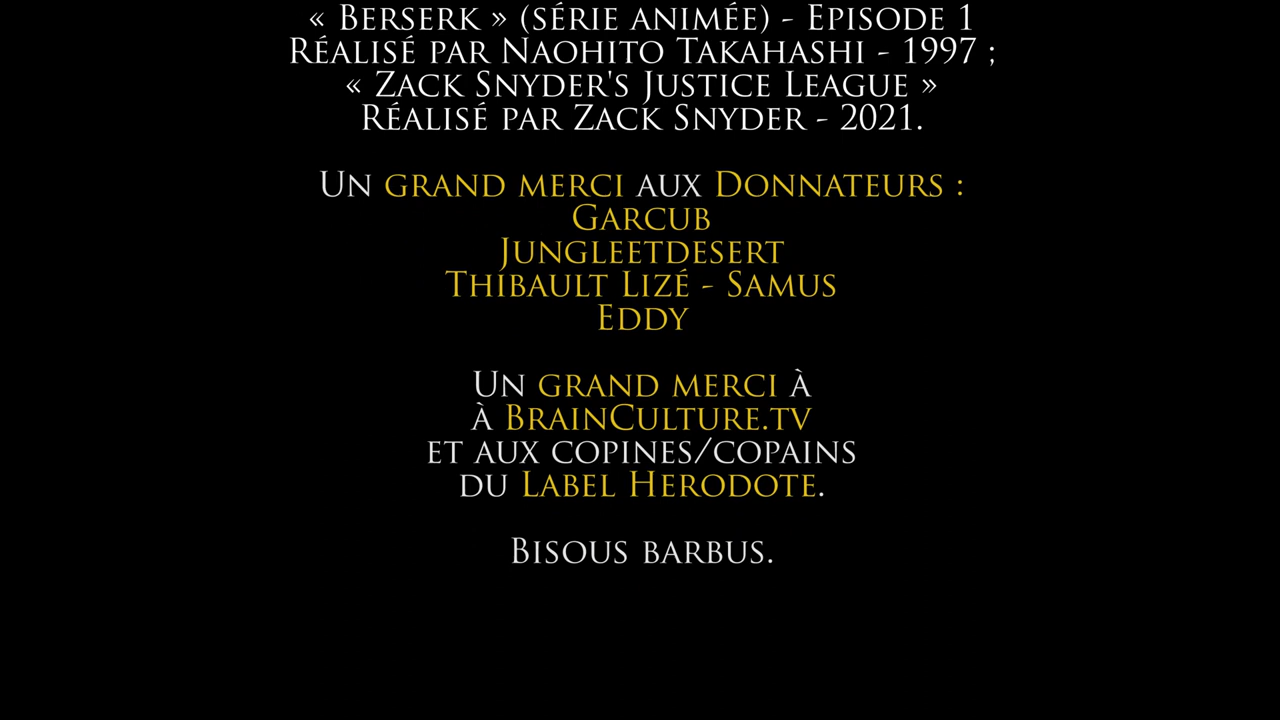 « Berserk » (série animée) - Episode 1
Réalisé par Naohito Takahashi - 1997 ;
« Zack Snyder's Justice League »
Réalisé par Zack Snyder - 2021.
Un grand merci aux Donnateurs :
Garcub
Jungleetdesert
Thibault Lizé - Samus
Eddy
Un grand merci à
à BrainCulture.tv
et aux copines/copains
du Label Herodote.
Bisous barbus.